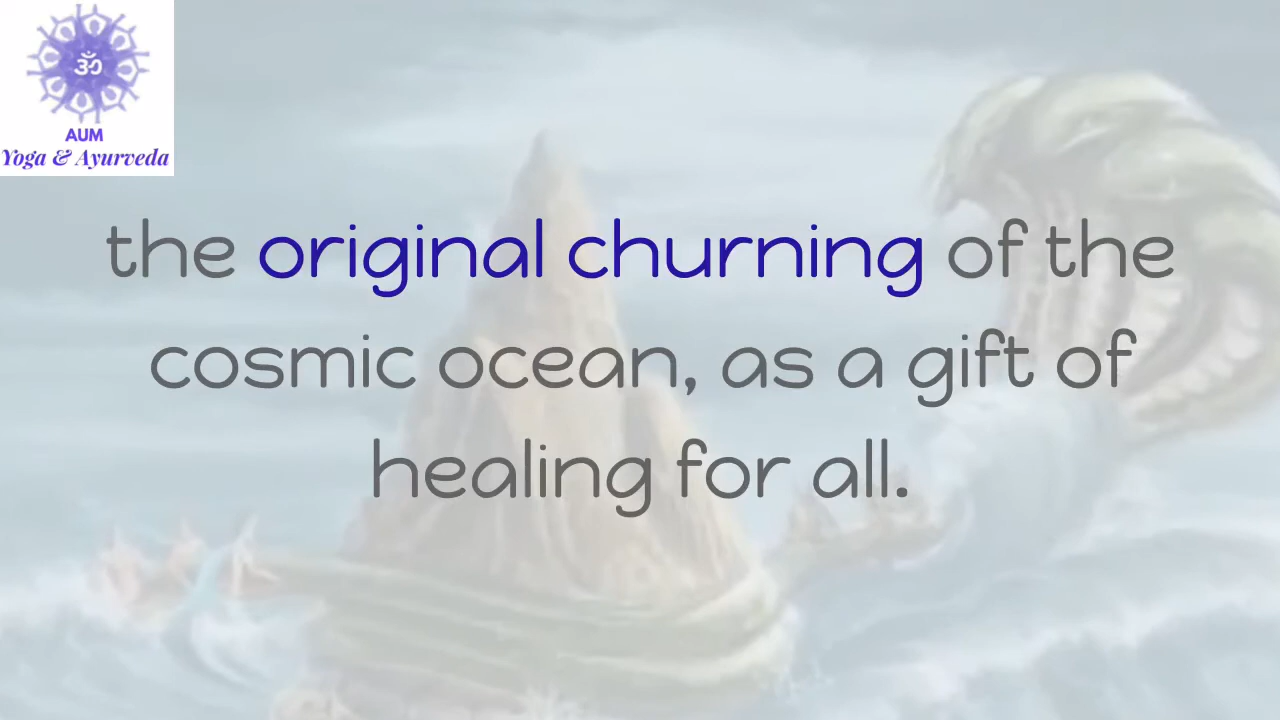 ॐ
AUM
Yoga & Ayurveda
the original churning of the
cosmic ocean, as a gift of
healing for all.